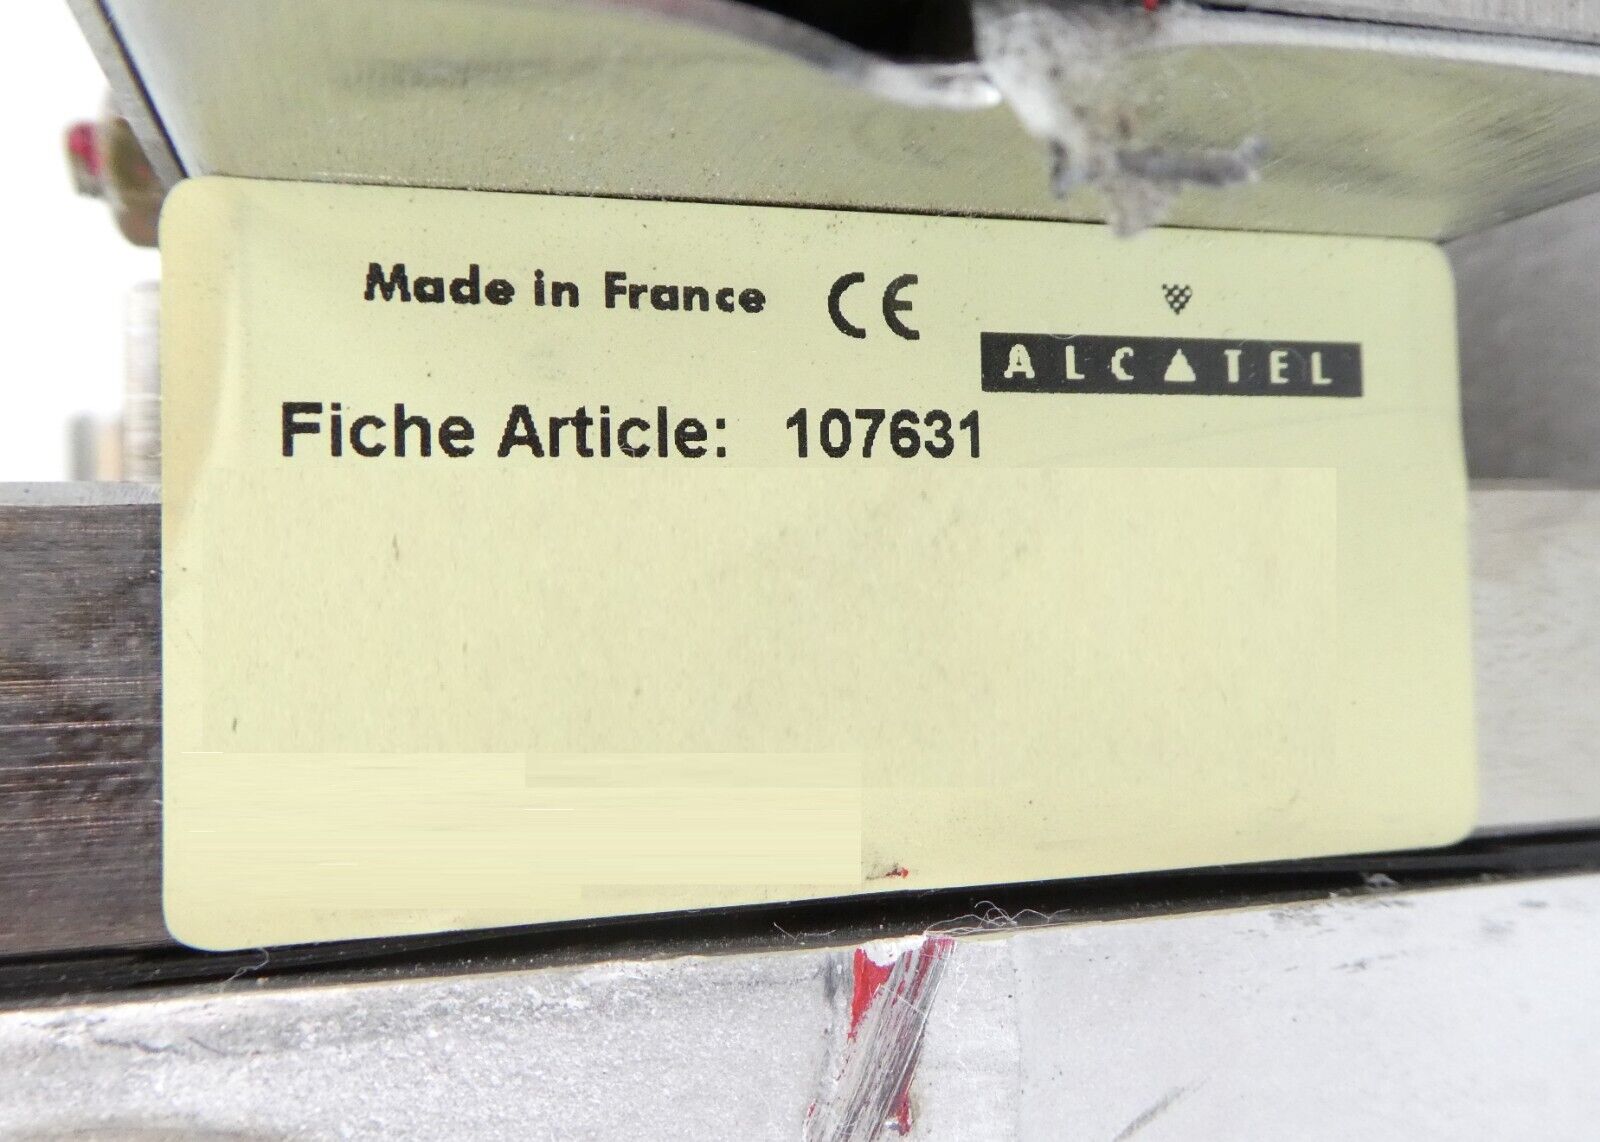 Made in France CE
ALCATEL
Fiche Article: 107631